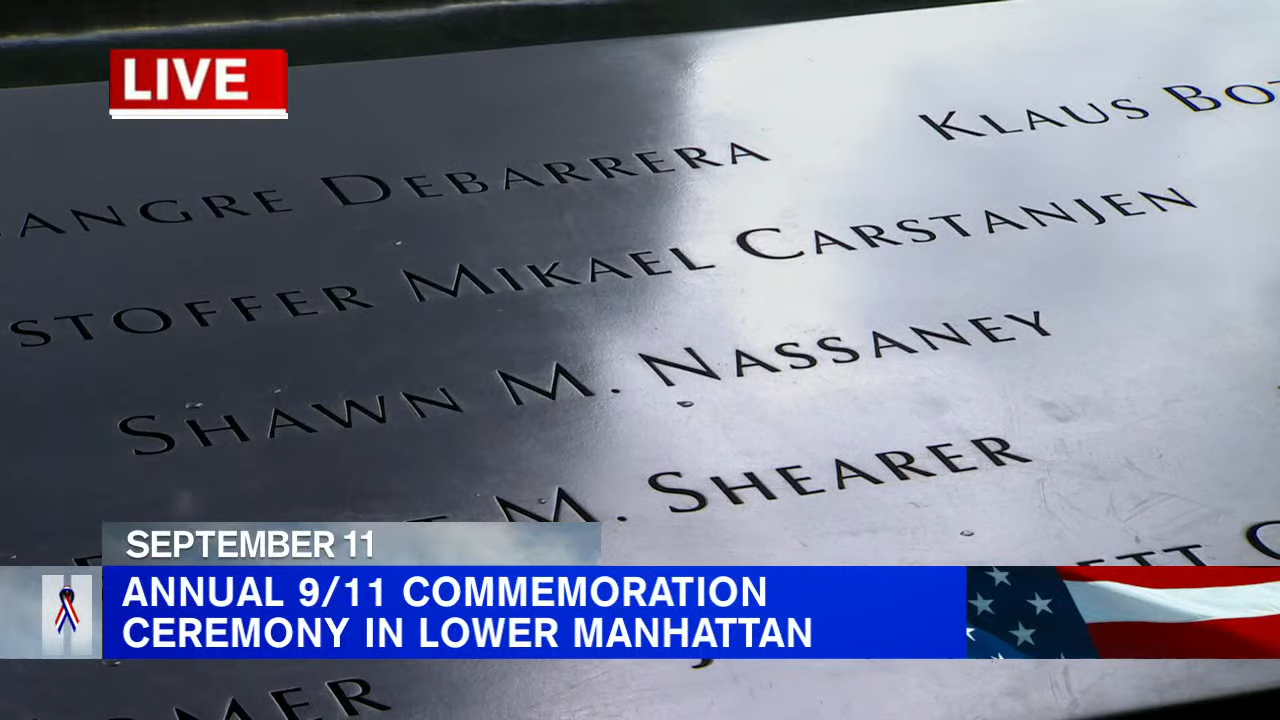 LIVE
KLAUS
ANGRE DEBARRERA
STOFFER MIKAEL CARSTANJEN
SHAWN M. NASSANEY
M. SHEARER
SEPTEMBER 11
ANNUAL 9/11 COMMEMORATION
CEREMONY IN LOWER MANHATTAN